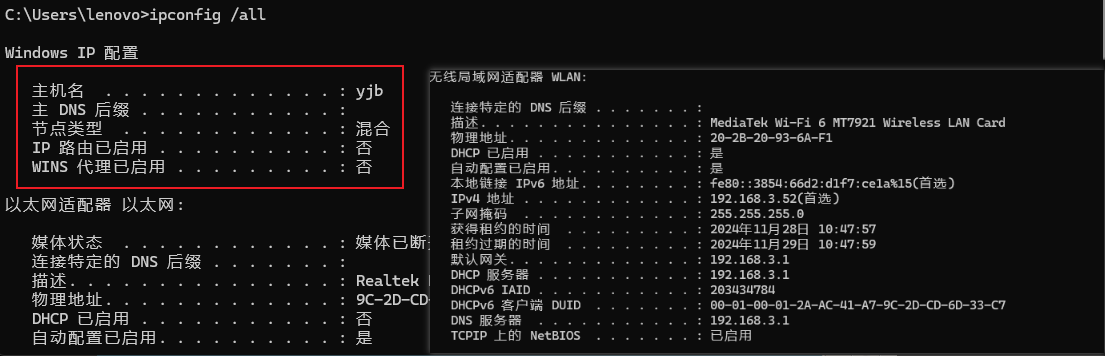 C:\Users\lenovo>ipconfig /all
Windows IP 配置
主机名 . . . . . . . . . . . . . : yjb
主 DNS 后缀 . . . . . . . . . . . :
节点类型 . . . . . . . . . . . . : 混合
IP 路由已启用 . . . . . . . . . . : 否
WINS 代理已启用 . . . . . . . . . : 否
以太网适配器 以太网:
媒体状态 . . . . . . . . . . . . : 媒体已断
连接特定的 DNS 后缀 . . . . . . . :
描述. . . . . . . . . . . . . . . : Realtek
物理地址. . . . . . . . . . . . . : 9C-2D-CD
DHCP 已启用 . . . . . . . . . . . : 否
自动配置已启用. . . . . . . . . . : 是
无线局域网适配器 WLAN:
连接特定的 DNS 后缀 . . . . . . . :
描述. . . . . . . . . . . . . . . : MediaTek Wi-Fi 6 MT7921 Wireless LAN Card
物理地址. . . . . . . . . . . . . : 20-2B-20-93-6A-F1
DHCP 已启用 . . . . . . . . . . . : 是
自动配置已启用. . . . . . . . . . : 是
本地链接 IPv6 地址. . . . . . . . : fe80::3854:66d2:d1f7:ce1a%15(首选)
IPv4 地址 . . . . . . . . . . . . : 192.168.3.52(首选)
子网掩码 . . . . . . . . . . . . : 255.255.255.0
获得租约的时间 . . . . . . . . . : 2024年11月28日 10:47:57
租约过期的时间 . . . . . . . . . : 2024年11月29日 10:47:59
默认网关. . . . . . . . . . . . . : 192.168.3.1
DHCP 服务器 . . . . . . . . . . . : 192.168.3.1
DHCPv6 IAID . . . . . . . . . . . : 203434784
DHCPv6 客户端 DUID . . . . . . . : 00-01-00-01-2A-AC-41-A7-9C-2D-CD-6D-33-C7
DNS 服务器 . . . . . . . . . . . : 192.168.3.1
TCPIP 上的 NetBIOS . . . . . . . : 已启用